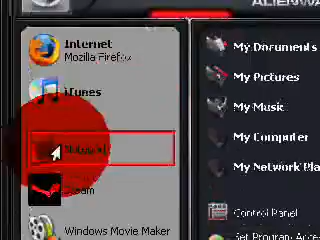 ALIENWA
Internet
Mozilla Firefox
iTunes
Notepad
Steam
Windows Movie Maker
My Documents
My Pictures
My Music
My Computer
My Network Pla
Control Panel
Set Program Acce